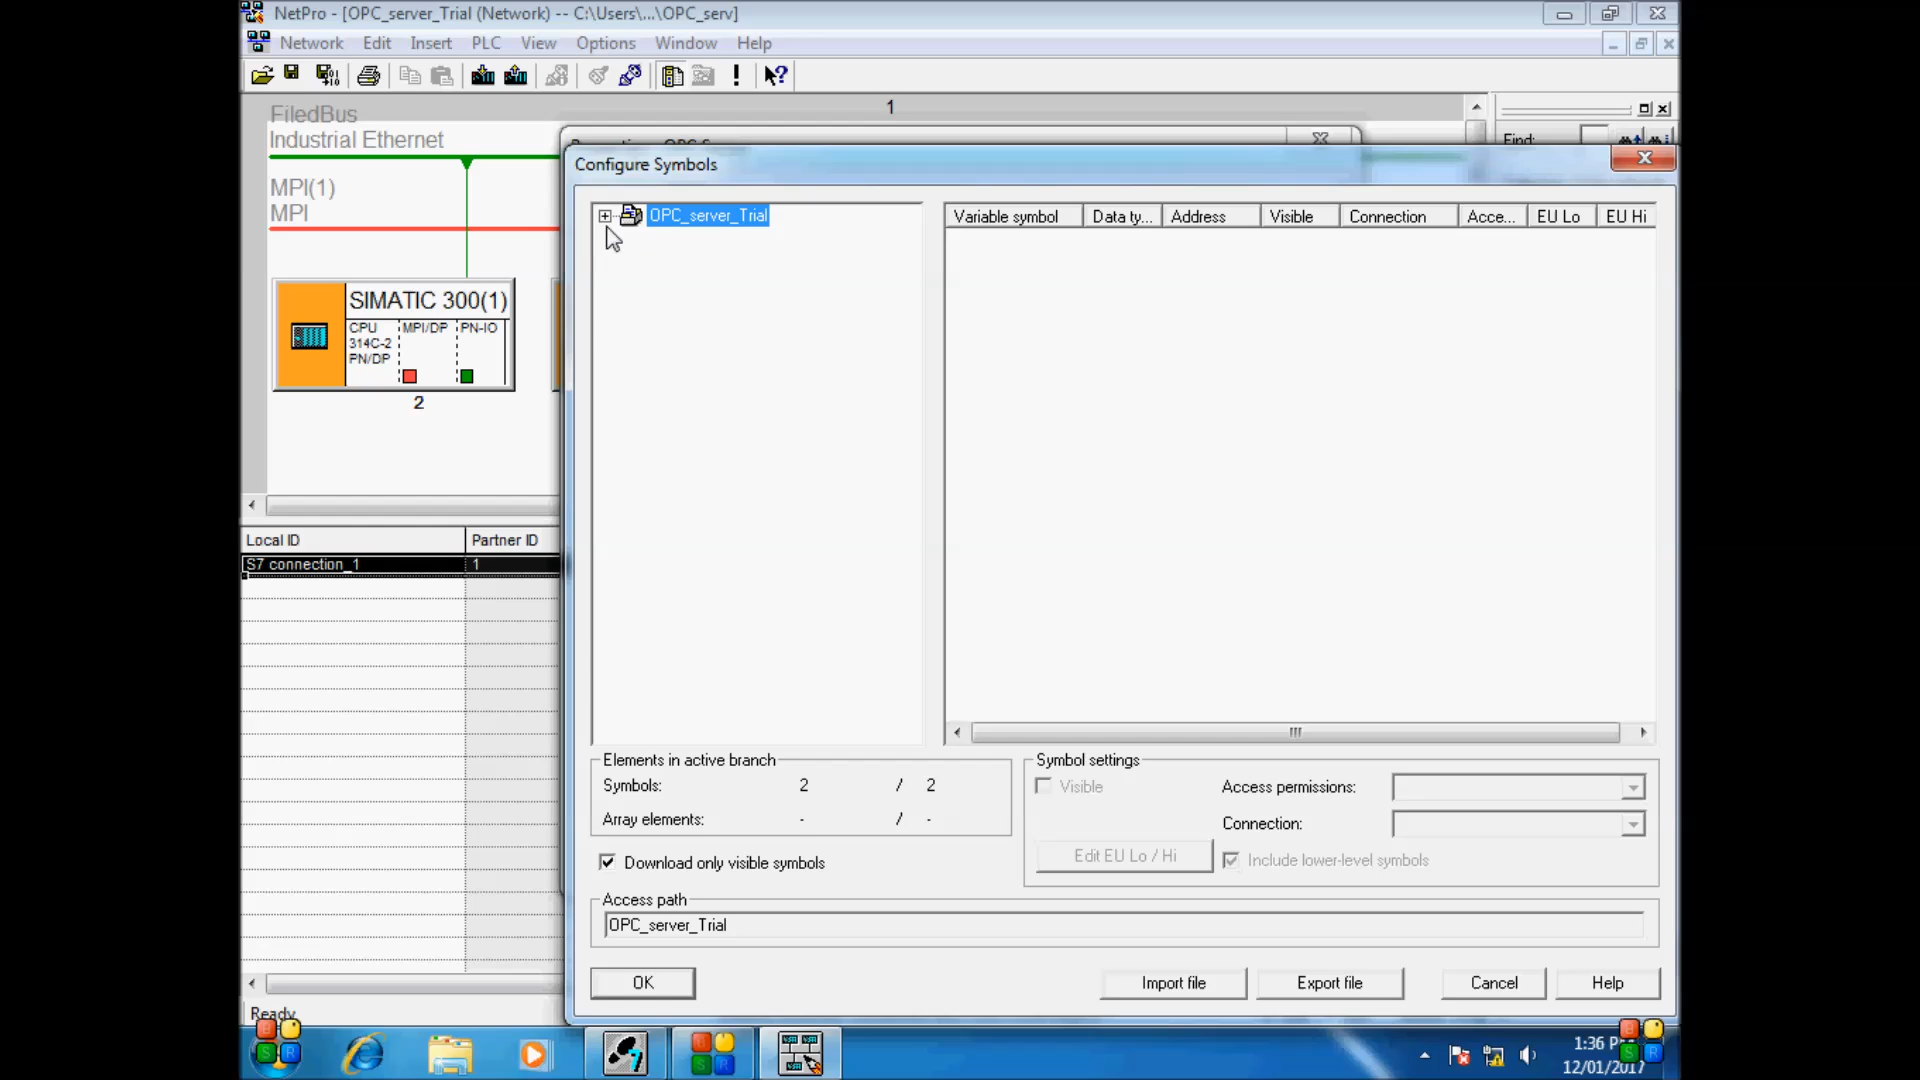 NetPro - [OPC_server_Trial (Network) -- C:\Users\...\OPC_serv]
Network Edit Insert PLC View Options Window Help
1
FiledBus
Industrial Ethernet
MPI(1)
MPI
SIMATIC 300(1)
CPU MPI/DP PN-IO
314C-2
PN/DP
2
Find:
Configure Symbols
OPC_server_Trial
Variable symbol Data ty... Address Visible Connection Acce... EU Lo EU Hi
Local ID Partner ID
S7 connection_1 1
Elements in active branch
Symbols: 2 / 2
Array elements: - / -
Download only visible symbols
Symbol settings
Visible
Access permissions:
Connection:
Edit EU Lo / Hi
Include lower-level symbols
Access path
OPC_server_Trial
OK Import file Export file Cancel Help
Ready
1:36
12/01/2017